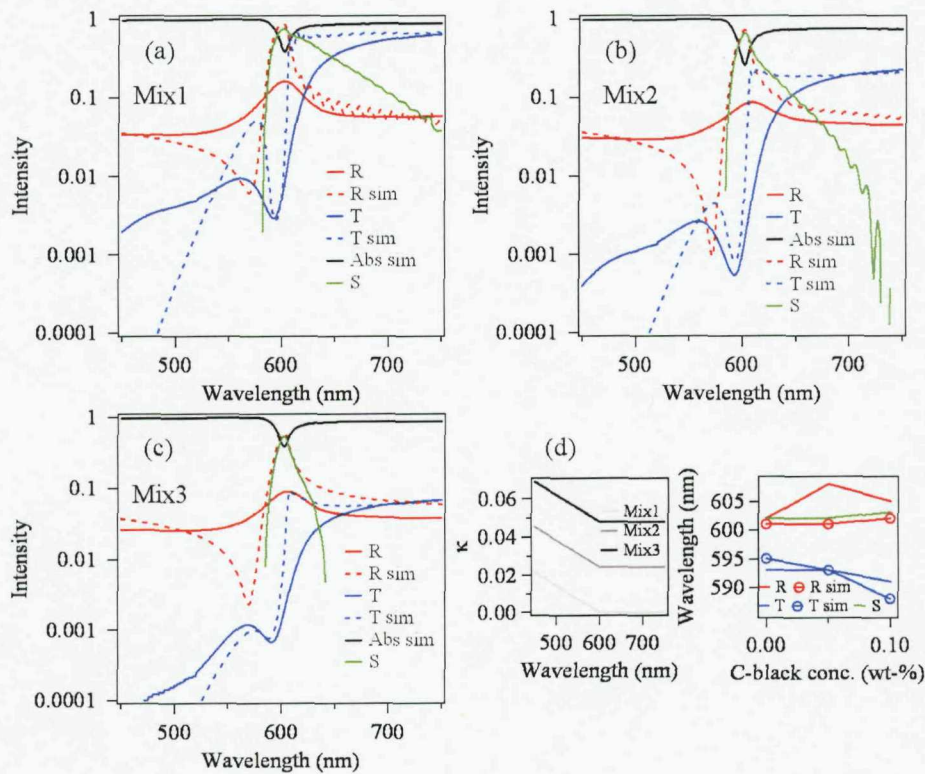 (a)
Mix1
1
0.1
0.01
0.001
0.0001
Intensity
500
600
700
Wavelength (nm)
R
R sim
T
T sim
Abs sim
S
(b)
Mix2
1
0.1
0.01
0.001
0.0001
Intensity
500
600
700
Wavelength (nm)
R
T
Abs sim
R sim
T sim
S
(c)
Mix3
1
0.1
0.01
0.001
0.0001
Intensity
500
600
700
Wavelength (nm)
R
R sim
T
T sim
Abs sim
S
(d)
0.06
0.04
0.02
0.00
κ
Mix1
Mix2
Mix3
500
600
700
Wavelength (nm)
605
600
595
590
Wavelength (nm)
R R sim
T T sim S
0.00
0.10
C-black conc. (wt-%)